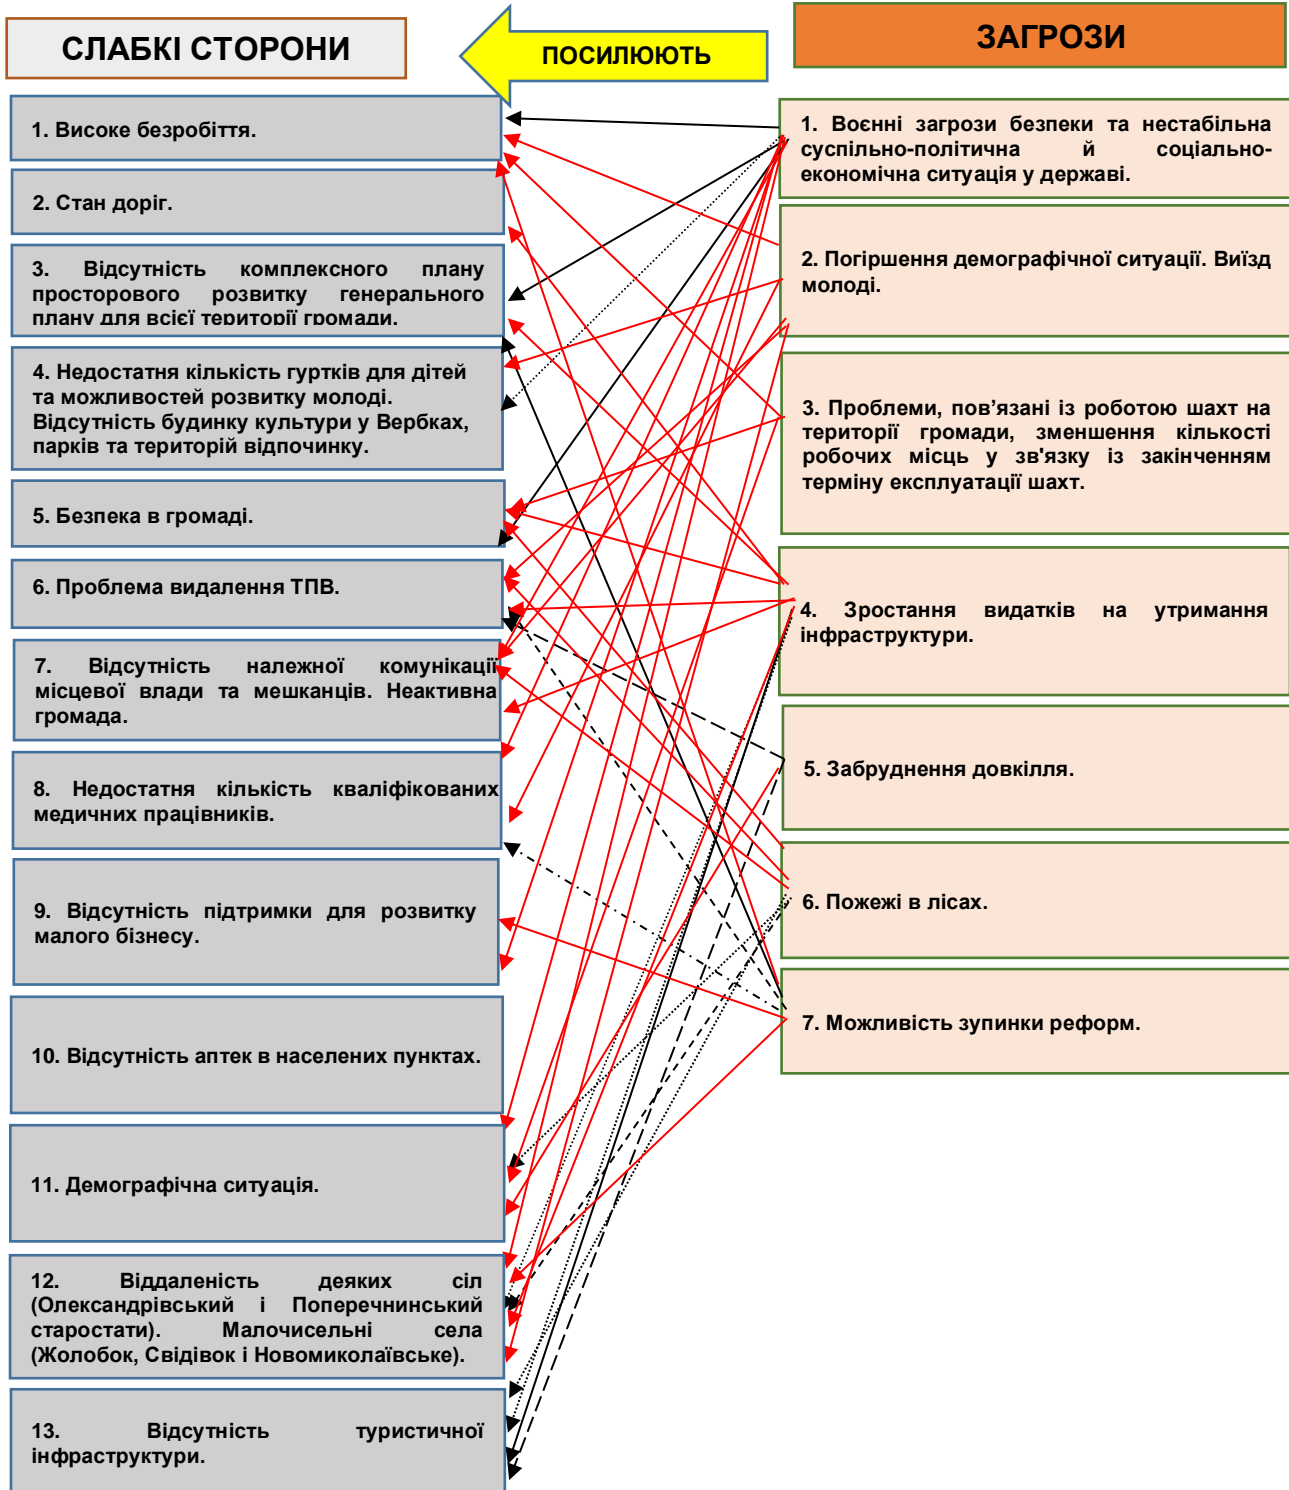 СЛАБКІ СТОРОНИ
ПОСИЛЮЮТЬ
ЗАГРОЗИ
1. Високе безробіття.
2. Стан доріг.
3. Відсутність комплексного плану
просторового розвитку генерального
плану для всієї території громади.
4. Недостатня кількість гуртків для дітей
та можливостей розвитку молоді.
Відсутність будинку культури у Вербках,
парків та територій відпочинку.
5. Безпека в громаді.
6. Проблема видалення ТПВ.
7. Відсутність належної комунікації
місцевої влади та мешканців. Неактивна
громада.
8. Недостатня кількість кваліфікованих
медичних працівників.
9. Відсутність підтримки для розвитку
малого бізнесу.
10. Відсутність аптек в населених пунктах.
11. Демографічна ситуація.
12. Віддаленість деяких сіл
(Олександрівський і Поперечнинський
старостати). Малочисельні села
(Жолобок, Свідівок і Новомиколаївське).
13. Відсутність туристичної
інфраструктури.
1. Воєнні загрози безпеки та нестабільна
суспільно-політична й соціально-
економічна ситуація у державі.
2. Погіршення демографічної ситуації. Виїзд
молоді.
3. Проблеми, пов’язані із роботою шахт на
території громади, зменшення кількості
робочих місць у зв'язку із закінченням
терміну експлуатації шахт.
4. Зростання видатків на утримання
інфраструктури.
5. Забруднення довкілля.
6. Пожежі в лісах.
7. Можливість зупинки реформ.